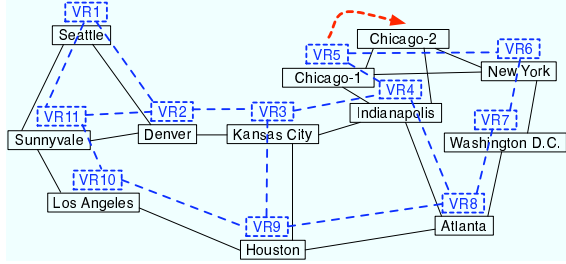 VR1
Seattle
Chicago-2
VR5
VR6
Chicago-1
New York
VR4
VR11
VR2
VR3
Indianapolis
VR7
Sunnyvale
Denver
Kansas City
Washington D.C.
VR10
Los Angeles
VR9
VR8
Houston
Atlanta